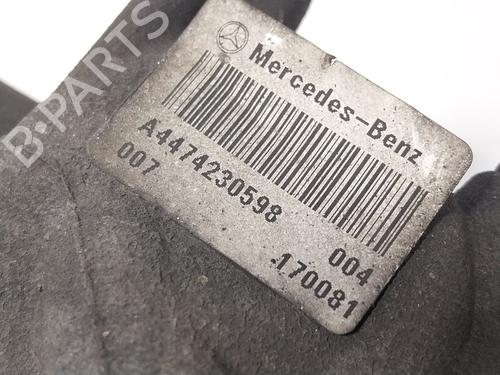 B-PARTS
Mercedes-Benz
A4474230598
007
004
170081